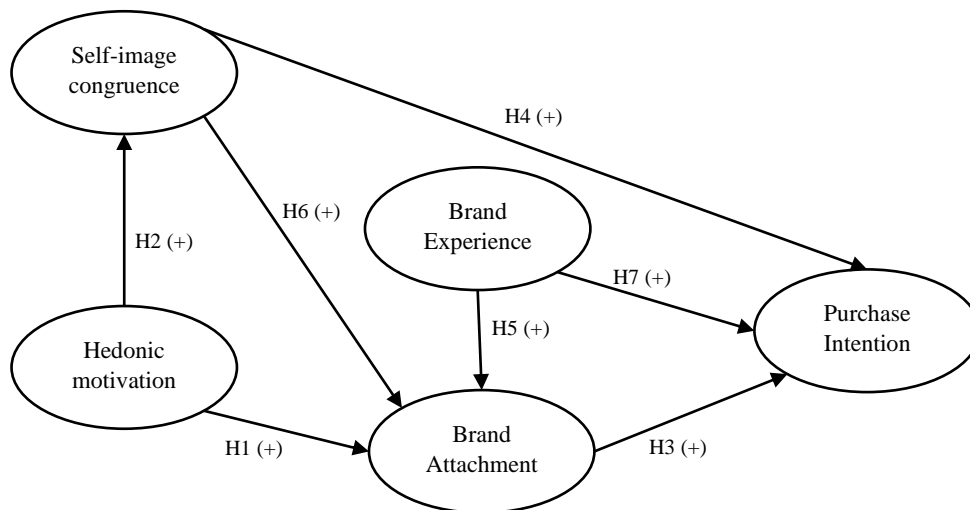 Self-image
congruence
H4 (+)
H6 (+)
Brand
Experience
H2 (+)
H7 (+)
Purchase
Intention
H5 (+)
Hedonic
motivation
Brand
Attachment
H1 (+)
H3 (+)